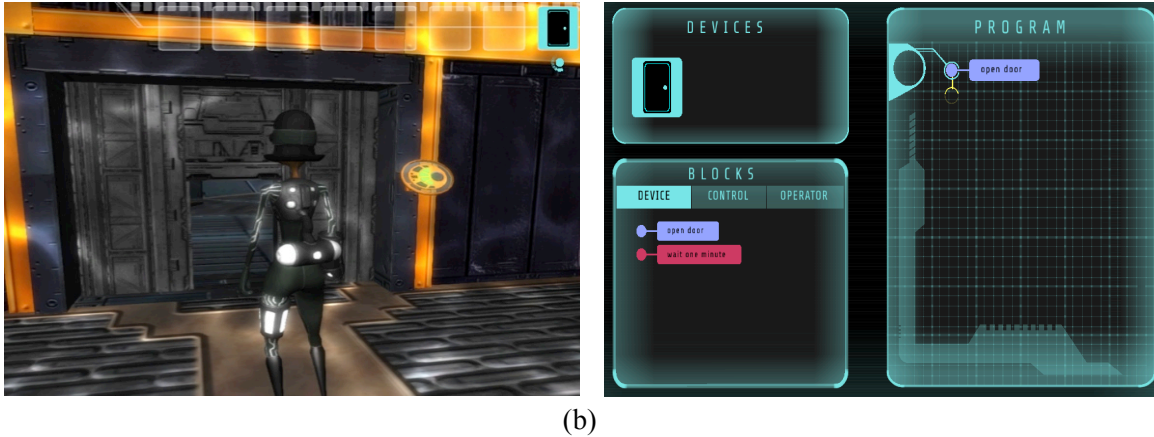 DEVICES
BLOCKS
DEVICE CONTROL OPERATOR
open door
wait one minute
PROGRAM
open door
(b)